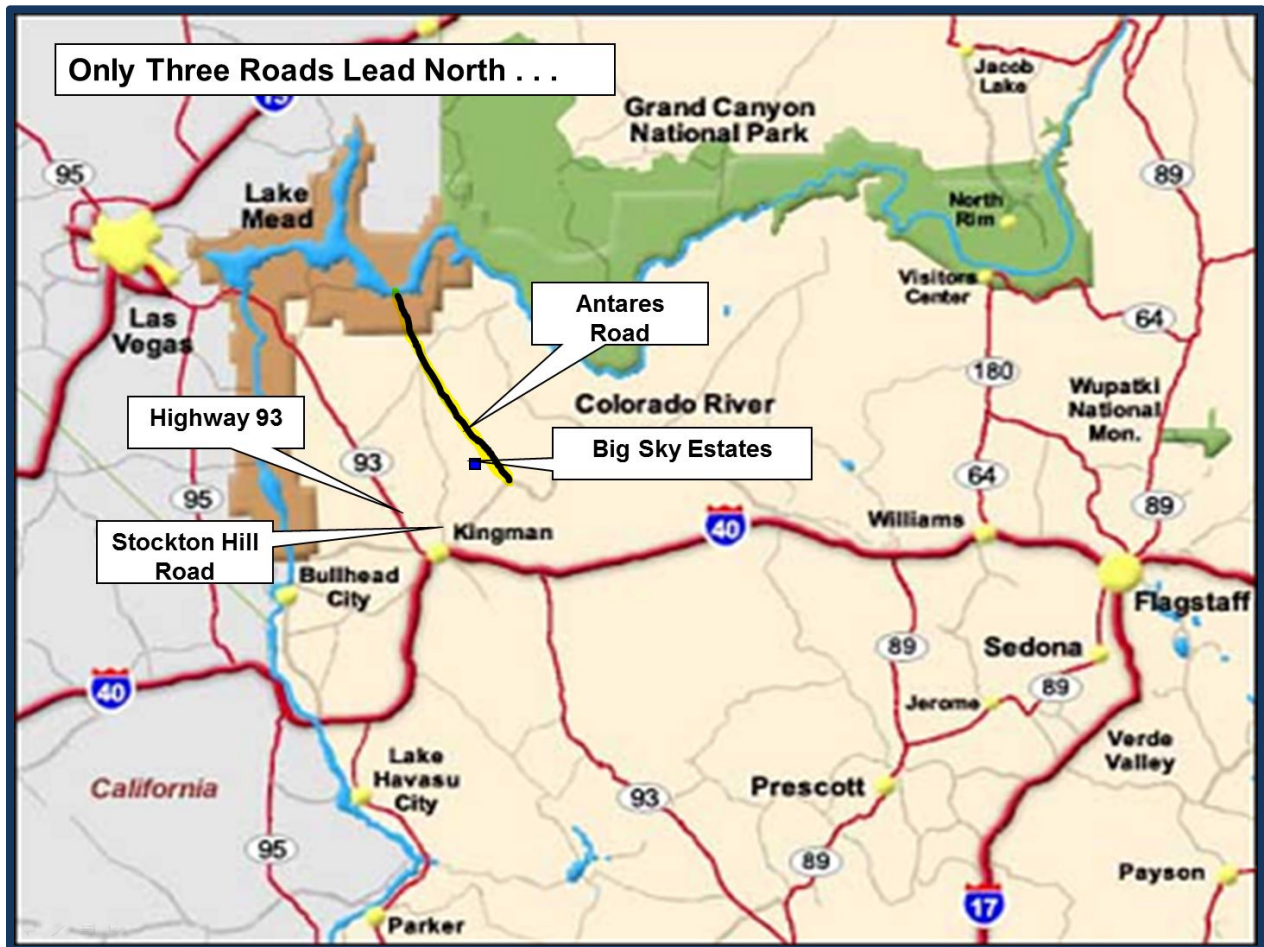 Only Three Roads Lead North . . .
Jacob
Lake
Grand Canyon
National Park
15
95
89
Lake
Mead
North
Rim
Visitors
Center
Antares
Road
Las
Vegas
64
180
Wupatki
National
Mon.
Highway 93
Colorado River
Big Sky Estates
93
95
64
89
Stockton Hill
Road
Kingman
40
Williams
Bullhead
City
Flagstaff
89
Sedona
40
89
Jerome
Verde
Valley
Lake
Havasu
City
California
Prescott
93
95
89
Payson
17
Parker